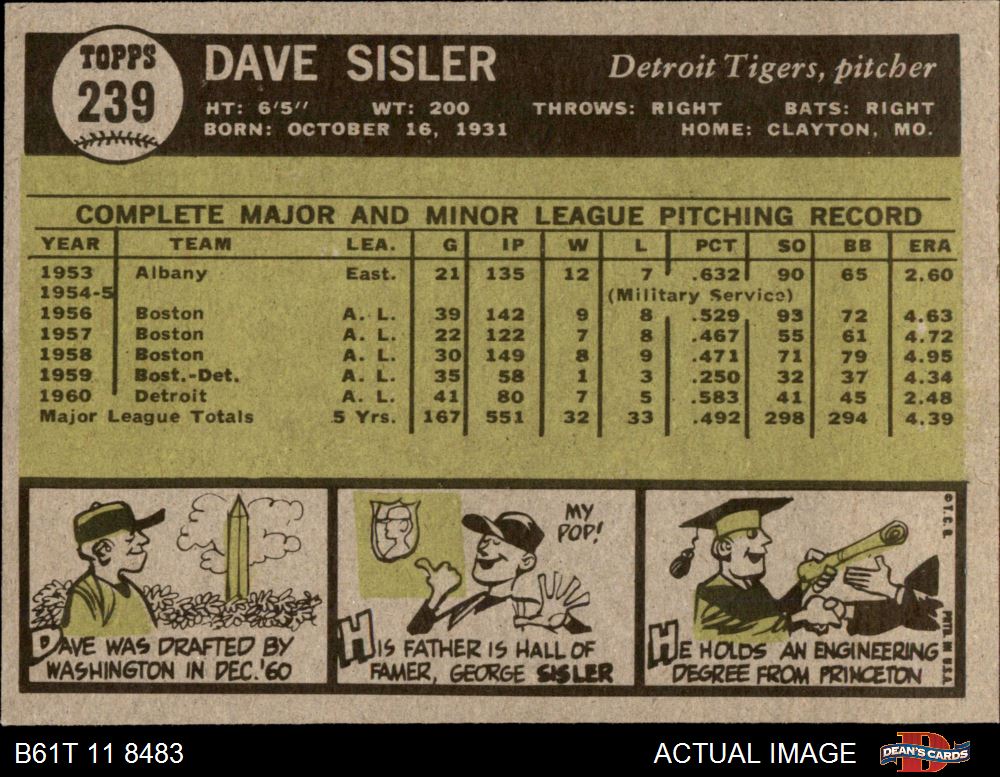 TOPPS
239
DAVE SISLER
Detroit Tigers, pitcher
HT: 6'5" WT: 200 THROWS: RIGHT BATS: RIGHT
BORN: OCTOBER 16, 1931 HOME: CLAYTON, MO.
COMPLETE MAJOR AND MINOR LEAGUE PITCHING RECORD
YEAR TEAM LEA. G IP W L PCT SO BB ERA
1953 Albany East. 21 135 12 7 .632 90 65 2.60
1954-5 (Military Service)
1956 Boston A. L. 39 142 9 8 .529 93 72 4.63
1957 Boston A. L. 22 122 7 8 .467 55 61 4.72
1958 Boston A. L. 30 149 8 9 .471 71 79 4.95
1959 Bost.-Det. A. L. 35 58 1 3 .250 32 37 4.34
1960 Detroit A. L. 41 80 7 5 .583 41 45 2.48
Major League Totals 5 Yrs. 167 551 32 33 .492 298 294 4.39
DAVE WAS DRAFTED BY
WASHINGTON IN DEC. '60
MY
POP!
HIS FATHER IS HALL OF
FAMER, GEORGE SISLER
HE HOLDS AN ENGINEERING
DEGREE FROM PRINCETON
© T.C.G. PRTD. IN U.S.A.
B61T 11 8483
ACTUAL IMAGE
DEAN'S CARDS